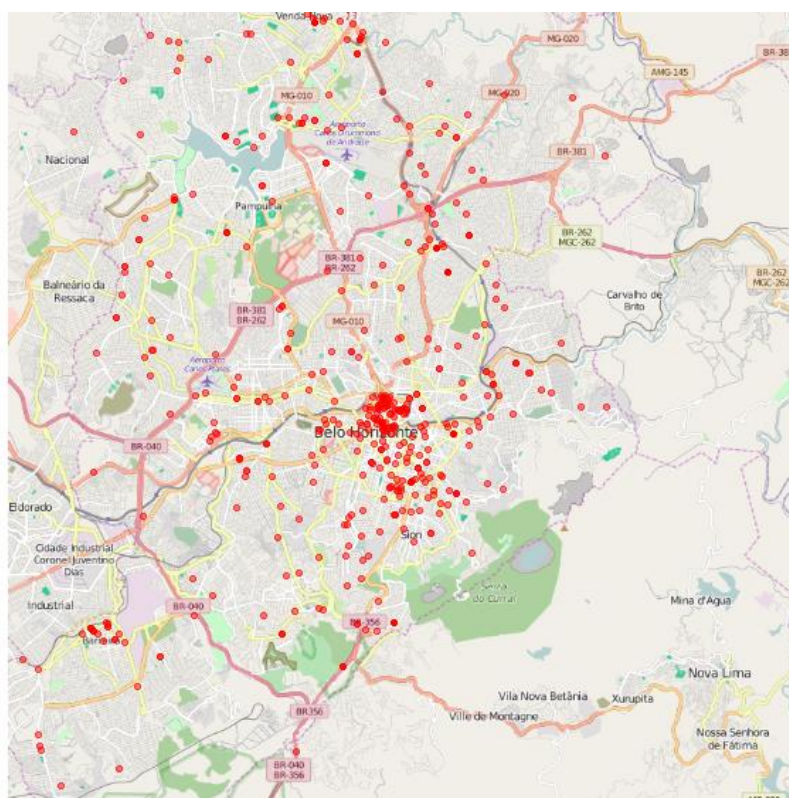 Venda Nova
MG-020
BR-381
AMG-145
MG-010
MG-020
Aeroporto
Carlos Drummond
de Andrade
Nacional
BR-381
Pampulha
BR-262
MGC-262
BR-381
BR-262
BR-262
MGC-262
Balneário da
Ressaca
Carvalho de
Brito
BR-381
BR-262
MG-010
Aeroporto
Carlos Prates
Belo Horizonte
BR-040
Eldorado
Sion
Cidade Industrial
Coronel Juventino
Dias
Serra
do Curral
Industrial
BR-040
Mina d'Água
BR-356
Barreiro
Nova Lima
Vila Nova Betânia
Xurupita
BR356
Ville de Montagne
Nossa Senhora
de Fátima
BR-040
BR-356